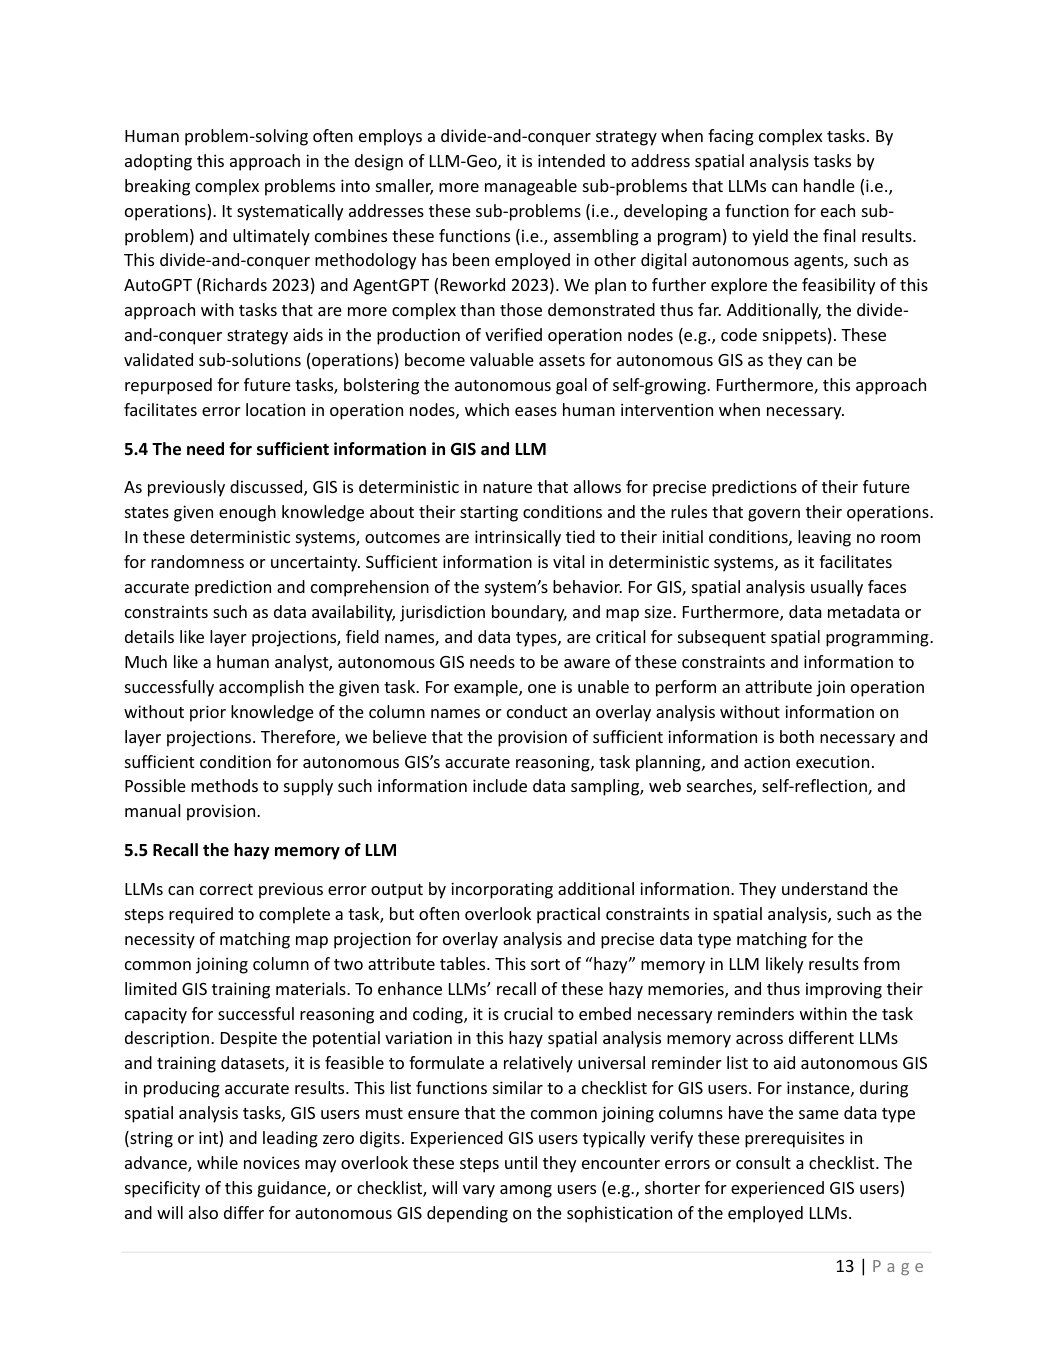 Human problem-solving often employs a divide-and-conquer strategy when facing complex tasks. By
adopting this approach in the design of LLM-Geo, it is intended to address spatial analysis tasks by
breaking complex problems into smaller, more manageable sub-problems that LLMs can handle (i.e.,
operations). It systematically addresses these sub-problems (i.e., developing a function for each sub-
problem) and ultimately combines these functions (i.e., assembling a program) to yield the final results.
This divide-and-conquer methodology has been employed in other digital autonomous agents, such as
AutoGPT (Richards 2023) and AgentGPT (Reworkd 2023). We plan to further explore the feasibility of this
approach with tasks that are more complex than those demonstrated thus far. Additionally, the divide-
and-conquer strategy aids in the production of verified operation nodes (e.g., code snippets). These
validated sub-solutions (operations) become valuable assets for autonomous GIS as they can be
repurposed for future tasks, bolstering the autonomous goal of self-growing. Furthermore, this approach
facilitates error location in operation nodes, which eases human intervention when necessary.
5.4 The need for sufficient information in GIS and LLM
As previously discussed, GIS is deterministic in nature that allows for precise predictions of their future
states given enough knowledge about their starting conditions and the rules that govern their operations.
In these deterministic systems, outcomes are intrinsically tied to their initial conditions, leaving no room
for randomness or uncertainty. Sufficient information is vital in deterministic systems, as it facilitates
accurate prediction and comprehension of the system’s behavior. For GIS, spatial analysis usually faces
constraints such as data availability, jurisdiction boundary, and map size. Furthermore, data metadata or
details like layer projections, field names, and data types, are critical for subsequent spatial programming.
Much like a human analyst, autonomous GIS needs to be aware of these constraints and information to
successfully accomplish the given task. For example, one is unable to perform an attribute join operation
without prior knowledge of the column names or conduct an overlay analysis without information on
layer projections. Therefore, we believe that the provision of sufficient information is both necessary and
sufficient condition for autonomous GIS’s accurate reasoning, task planning, and action execution.
Possible methods to supply such information include data sampling, web searches, self-reflection, and
manual provision.
5.5 Recall the hazy memory of LLM
LLMs can correct previous error output by incorporating additional information. They understand the
steps required to complete a task, but often overlook practical constraints in spatial analysis, such as the
necessity of matching map projection for overlay analysis and precise data type matching for the
common joining column of two attribute tables. This sort of “hazy” memory in LLM likely results from
limited GIS training materials. To enhance LLMs’ recall of these hazy memories, and thus improving their
capacity for successful reasoning and coding, it is crucial to embed necessary reminders within the task
description. Despite the potential variation in this hazy spatial analysis memory across different LLMs
and training datasets, it is feasible to formulate a relatively universal reminder list to aid autonomous GIS
in producing accurate results. This list functions similar to a checklist for GIS users. For instance, during
spatial analysis tasks, GIS users must ensure that the common joining columns have the same data type
(string or int) and leading zero digits. Experienced GIS users typically verify these prerequisites in
advance, while novices may overlook these steps until they encounter errors or consult a checklist. The
specificity of this guidance, or checklist, will vary among users (e.g., shorter for experienced GIS users)
and will also differ for autonomous GIS depending on the sophistication of the employed LLMs.
13 | Page